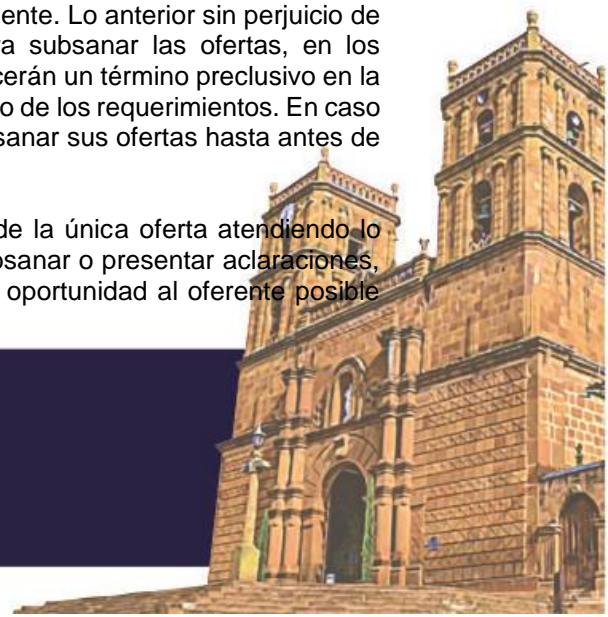 ente. Lo anterior sin perjuicio de
a subsanar las ofertas, en los
cerán un término preclusivo en la
o de los requerimientos. En caso
sanar sus ofertas hasta antes de
de la única oferta atendiendo lo
bsanar o presentar aclaraciones,
oportunidad al oferente posible